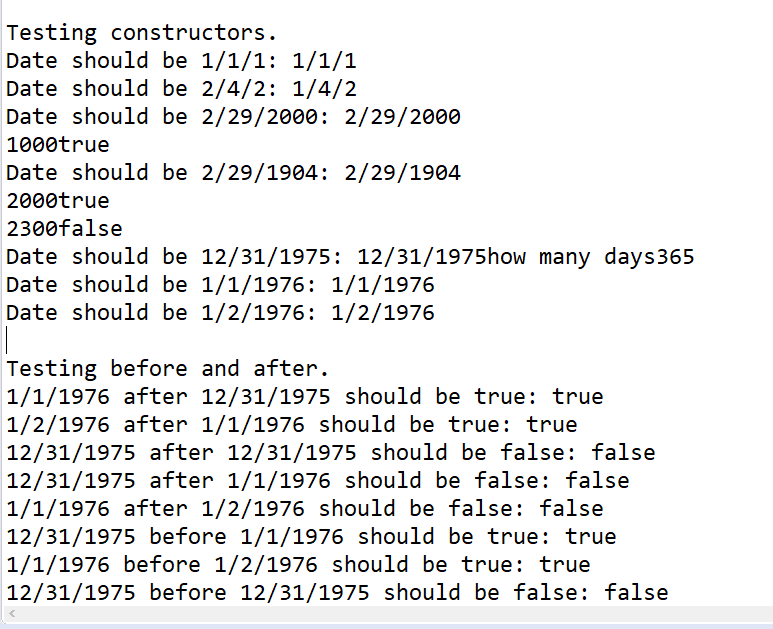 Testing constructors.
Date should be 1/1/1: 1/1/1
Date should be 2/4/2: 1/4/2
Date should be 2/29/2000: 2/29/2000
1000true
Date should be 2/29/1904: 2/29/1904
2000true
2300false
Date should be 12/31/1975: 12/31/1975how many days365
Date should be 1/1/1976: 1/1/1976
Date should be 1/2/1976: 1/2/1976
Testing before and after.
1/1/1976 after 12/31/1975 should be true: true
1/2/1976 after 1/1/1976 should be true: true
12/31/1975 after 12/31/1975 should be false: false
12/31/1975 after 1/1/1976 should be false: false
1/1/1976 after 1/2/1976 should be false: false
12/31/1975 before 1/1/1976 should be true: true
1/1/1976 before 1/2/1976 should be true: true
12/31/1975 before 12/31/1975 should be false: false